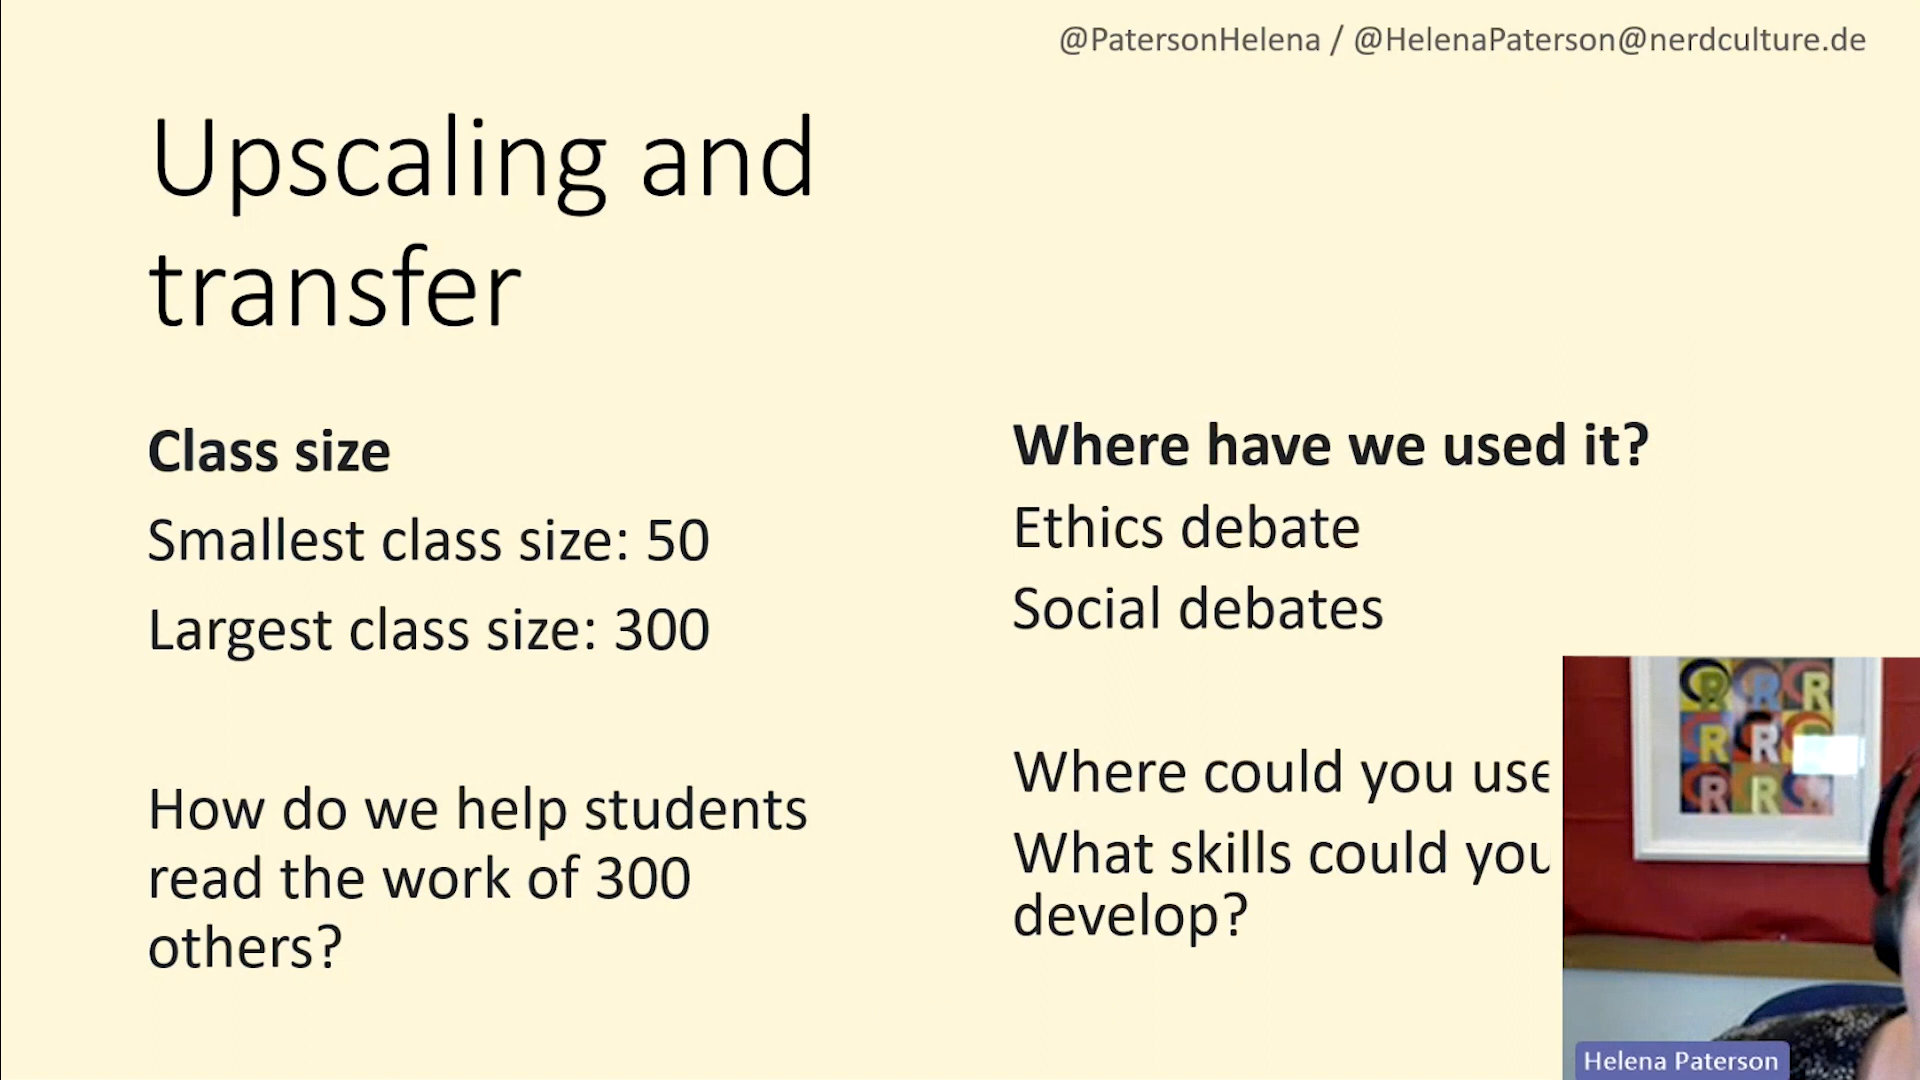 @PatersonHelena / @HelenaPaterson@nerdculture.de
Upscaling and
transfer
Class size
Smallest class size: 50
Largest class size: 300
How do we help students
read the work of 300
others?
Where have we used it?
Ethics debate
Social debates
Where could you use
What skills could you
develop?
R R R
R R R
R R R
Helena Paterson